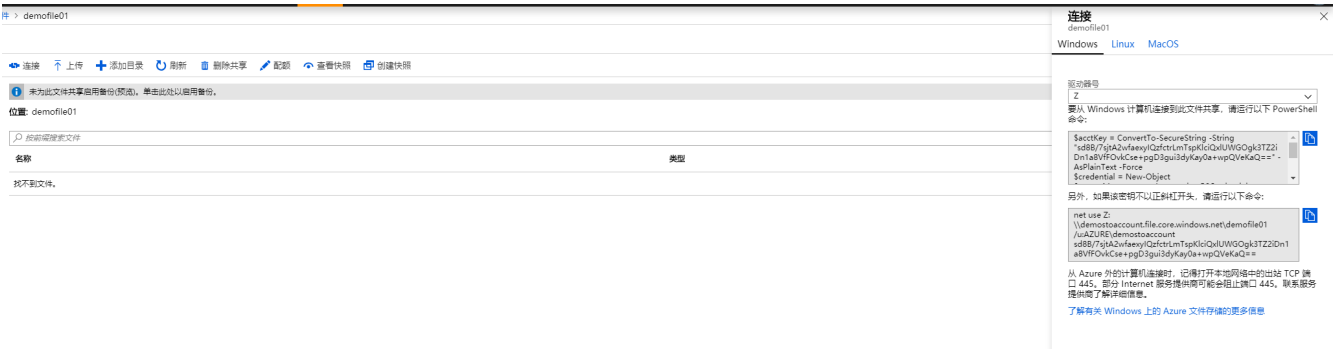 件 > demofile01
连接 上传 添加目录 刷新 删除共享 配额 查看快照 创建快照
未为此文件共享启用备份(预览)。单击此处以启用备份。
位置: demofile01
按前缀搜索文件
名称 类型
找不到文件。
连接
demofile01
Windows Linux MacOS
驱动器号
Z
要从 Windows 计算机连接到此文件共享，请运行以下 PowerShell
命令:
$acctKey = ConvertTo-SecureString -String
"sd8B/7sjtA2wfaexyIQzfctrLmTspKlciQxlUWGOgk3TZ2i
Dn1a8VfFOvkCse+pgD3gui3dyKay0a+wpQVeKaQ==" -
AsPlainText -Force
$credential = New-Object
另外，如果该密钥不以正斜杠开头，请运行以下命令:
net use Z:
\\demostoaccount.file.core.windows.net\demofile01
/u:AZURE\demostoaccount
sd8B/7sjtA2wfaexyIQzfctrLmTspKlciQxlUWGOgk3TZ2iDn1
a8VfFOvkCse+pgD3gui3dyKay0a+wpQVeKaQ==
从 Azure 外的计算机连接时，记得打开本地网络中的出站 TCP 端
口 445。部分 Internet 服务提供商可能会阻止端口 445。联系服务
提供商了解详细信息。
了解有关 Windows 上的 Azure 文件存储的更多信息